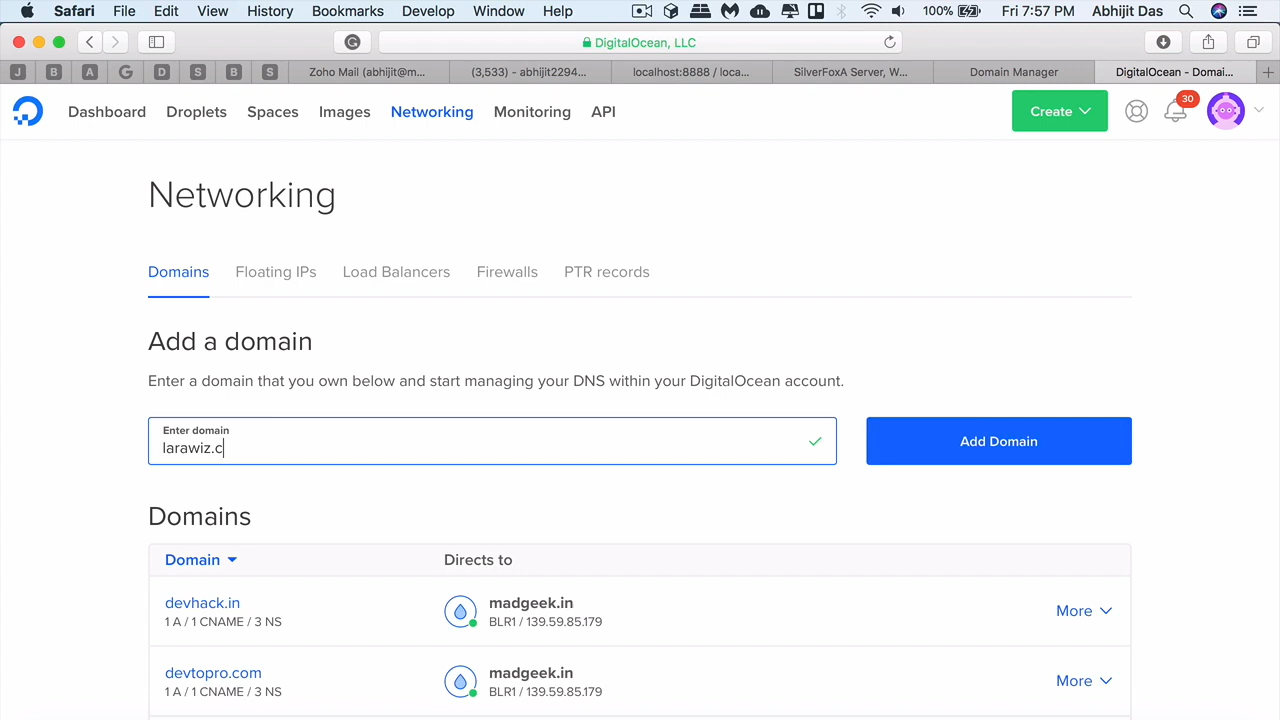 Safari File Edit View History Bookmarks Develop Window Help 100% Fri 7:57 PM Abhijit Das
DigitalOcean, LLC
J B A G D S B S Zoho Mail (abhijit@m... (3,533) - abhijit2294... localhost:8888 / loca... SilverFoxA Server, W... Domain Manager DigitalOcean - Domai...
Dashboard Droplets Spaces Images Networking Monitoring API Create 30
Networking
Domains Floating IPs Load Balancers Firewalls PTR records
Add a domain
Enter a domain that you own below and start managing your DNS within your DigitalOcean account.
Enter domain
larawiz.c
Add Domain
Domains
Domain Directs to
devhack.in madgeek.in More
1 A / 1 CNAME / 3 NS BLR1 / 139.59.85.179
devtopro.com madgeek.in More
1 A / 1 CNAME / 3 NS BLR1 / 139.59.85.179